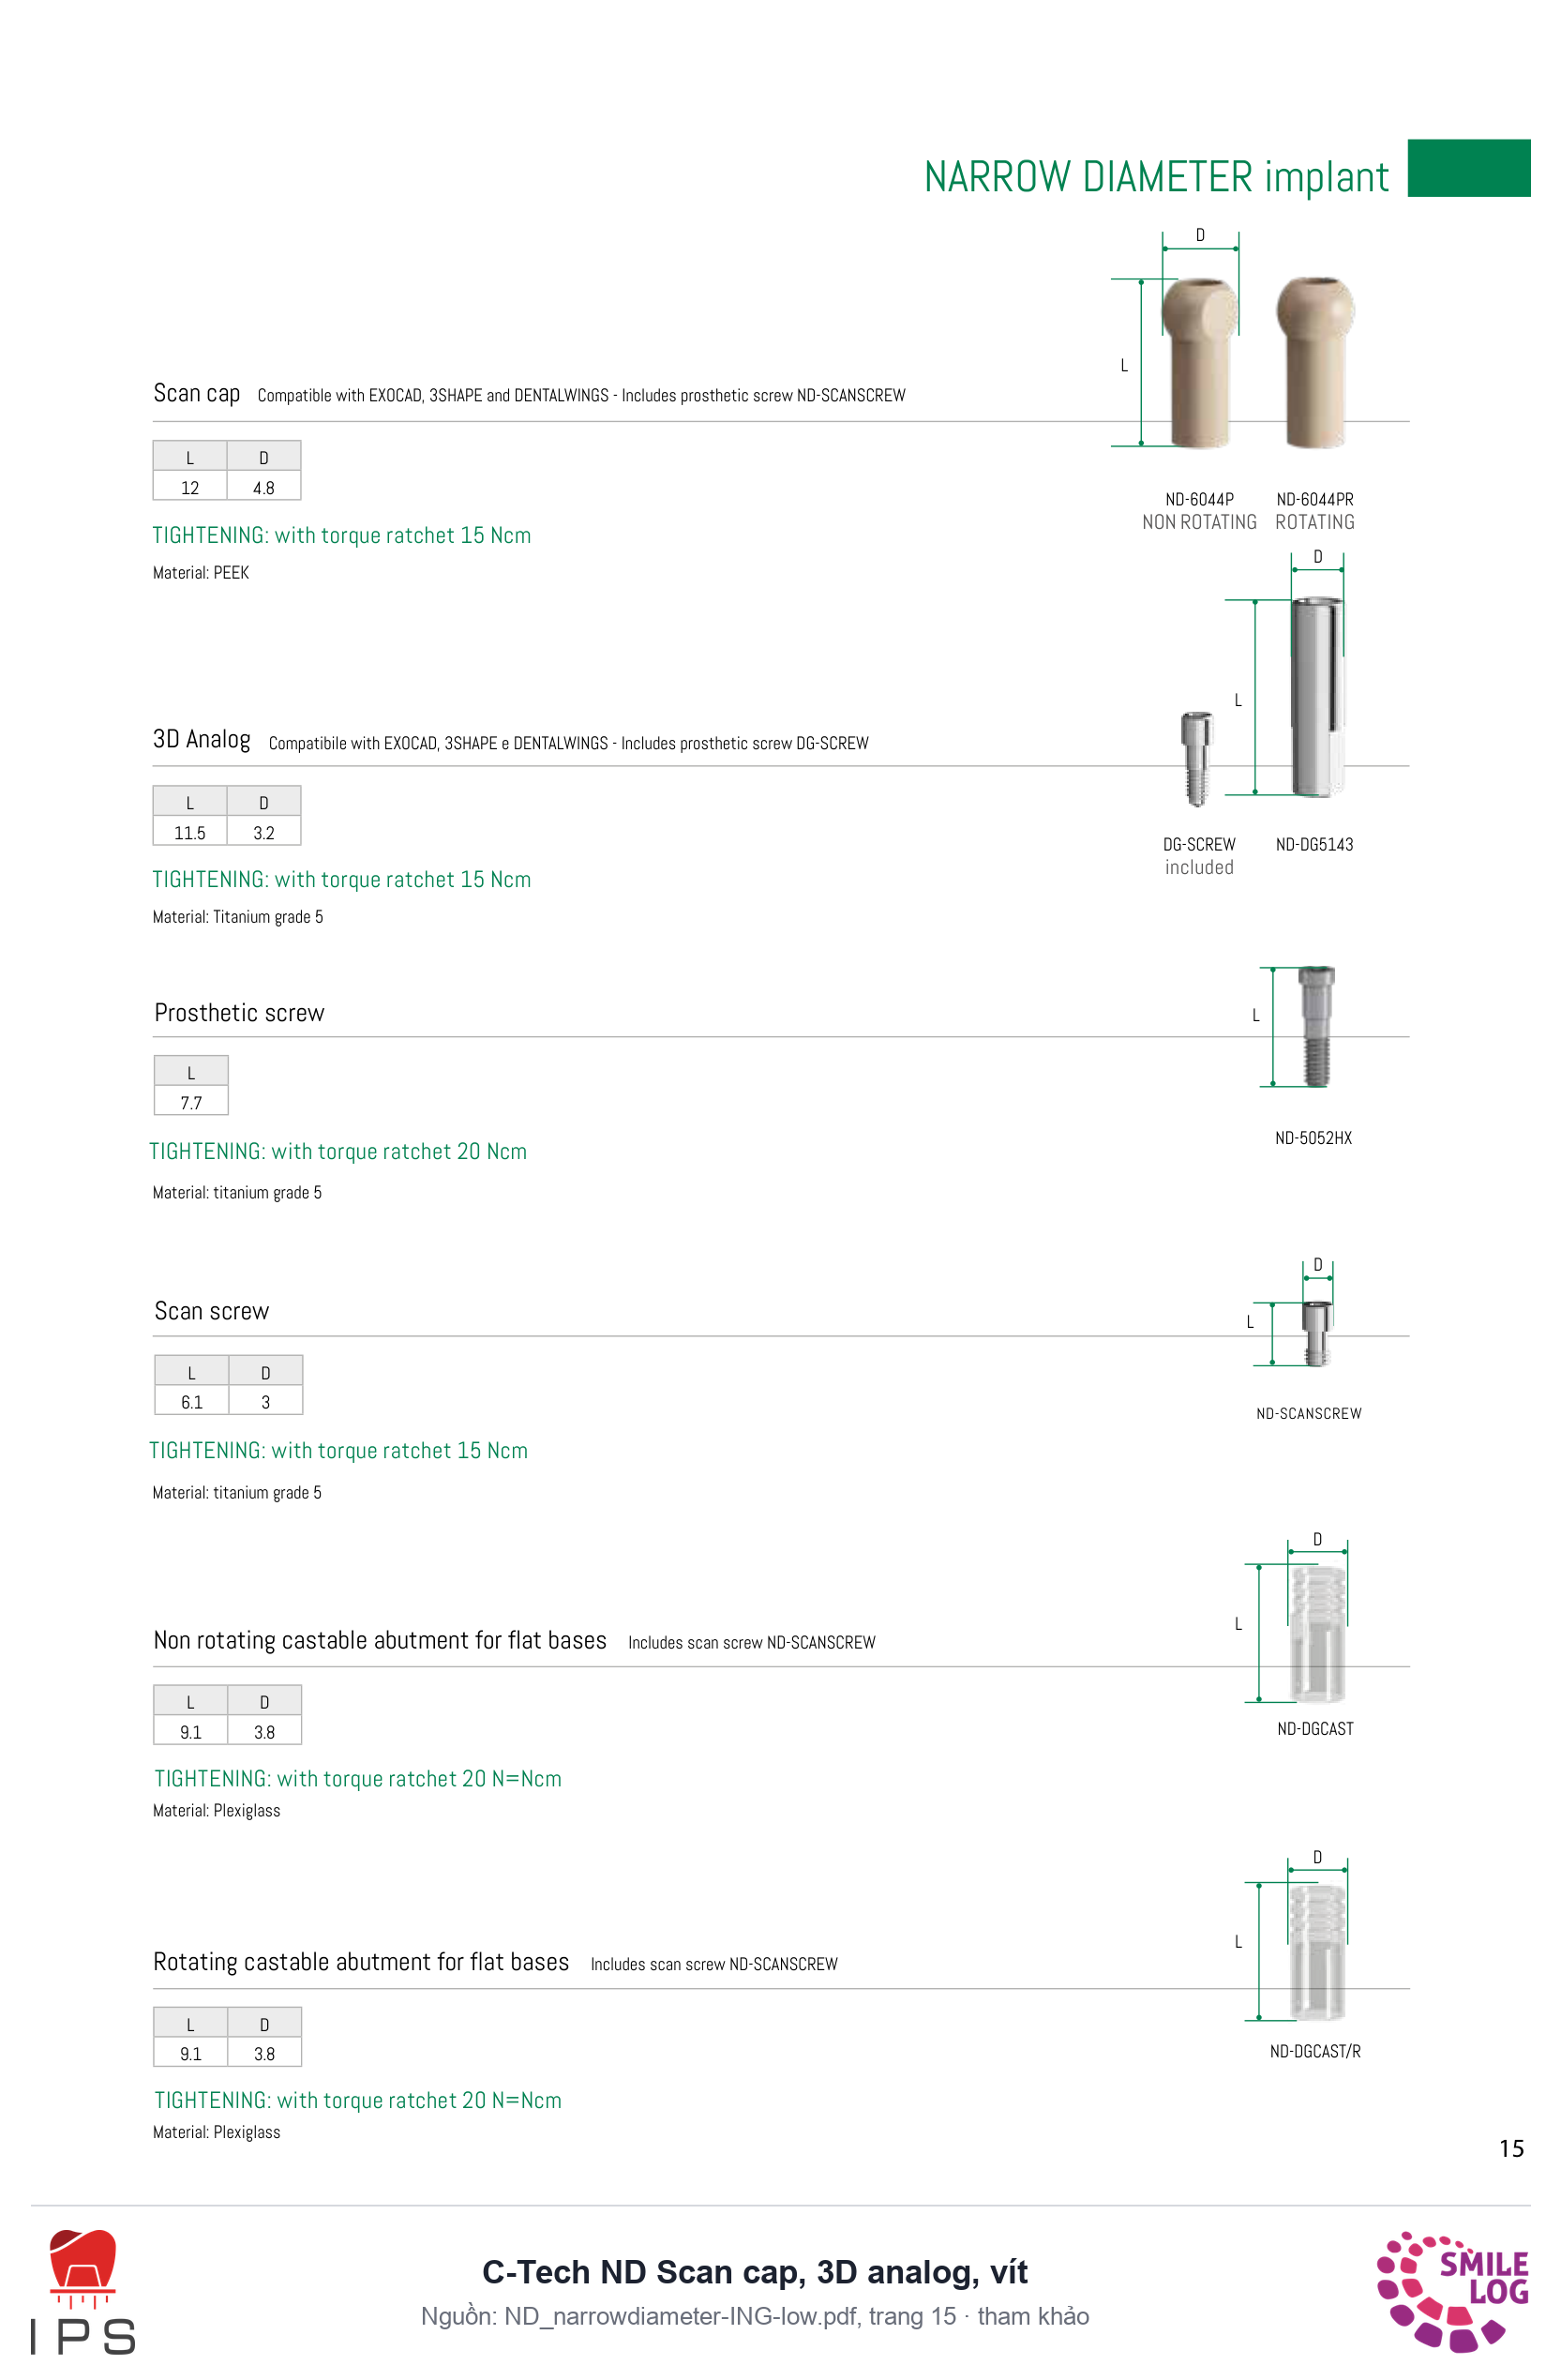 NARROW DIAMETER implant
D
L
Scan cap Compatible with EXOCAD, 3SHAPE and DENTALWINGS - Includes prosthetic screw ND-SCANSCREW
L D
12 4.8
ND-6044P ND-6044PR
NON ROTATING ROTATING
TIGHTENING: with torque ratchet 15 Ncm
Material: PEEK
D
L
3D Analog Compatibile with EXOCAD, 3SHAPE e DENTALWINGS - Includes prosthetic screw DG-SCREW
L D
11.5 3.2
DG-SCREW ND-DG5143
included
TIGHTENING: with torque ratchet 15 Ncm
Material: Titanium grade 5
Prosthetic screw
L
L
7.7
ND-5052HX
TIGHTENING: with torque ratchet 20 Ncm
Material: titanium grade 5
D
Scan screw
L
L D
6.1 3
ND-SCANSCREW
TIGHTENING: with torque ratchet 15 Ncm
Material: titanium grade 5
D
L
Non rotating castable abutment for flat bases Includes scan screw ND-SCANSCREW
L D
9.1 3.8
ND-DGCAST
TIGHTENING: with torque ratchet 20 N=Ncm
Material: Plexiglass
D
L
Rotating castable abutment for flat bases Includes scan screw ND-SCANSCREW
L D
9.1 3.8
ND-DGCAST/R
TIGHTENING: with torque ratchet 20 N=Ncm
Material: Plexiglass
15
IPS
C-Tech ND Scan cap, 3D analog, vít
Nguồn: ND_narrowdiameter-ING-low.pdf, trang 15 · tham khảo
SMILE
LOG